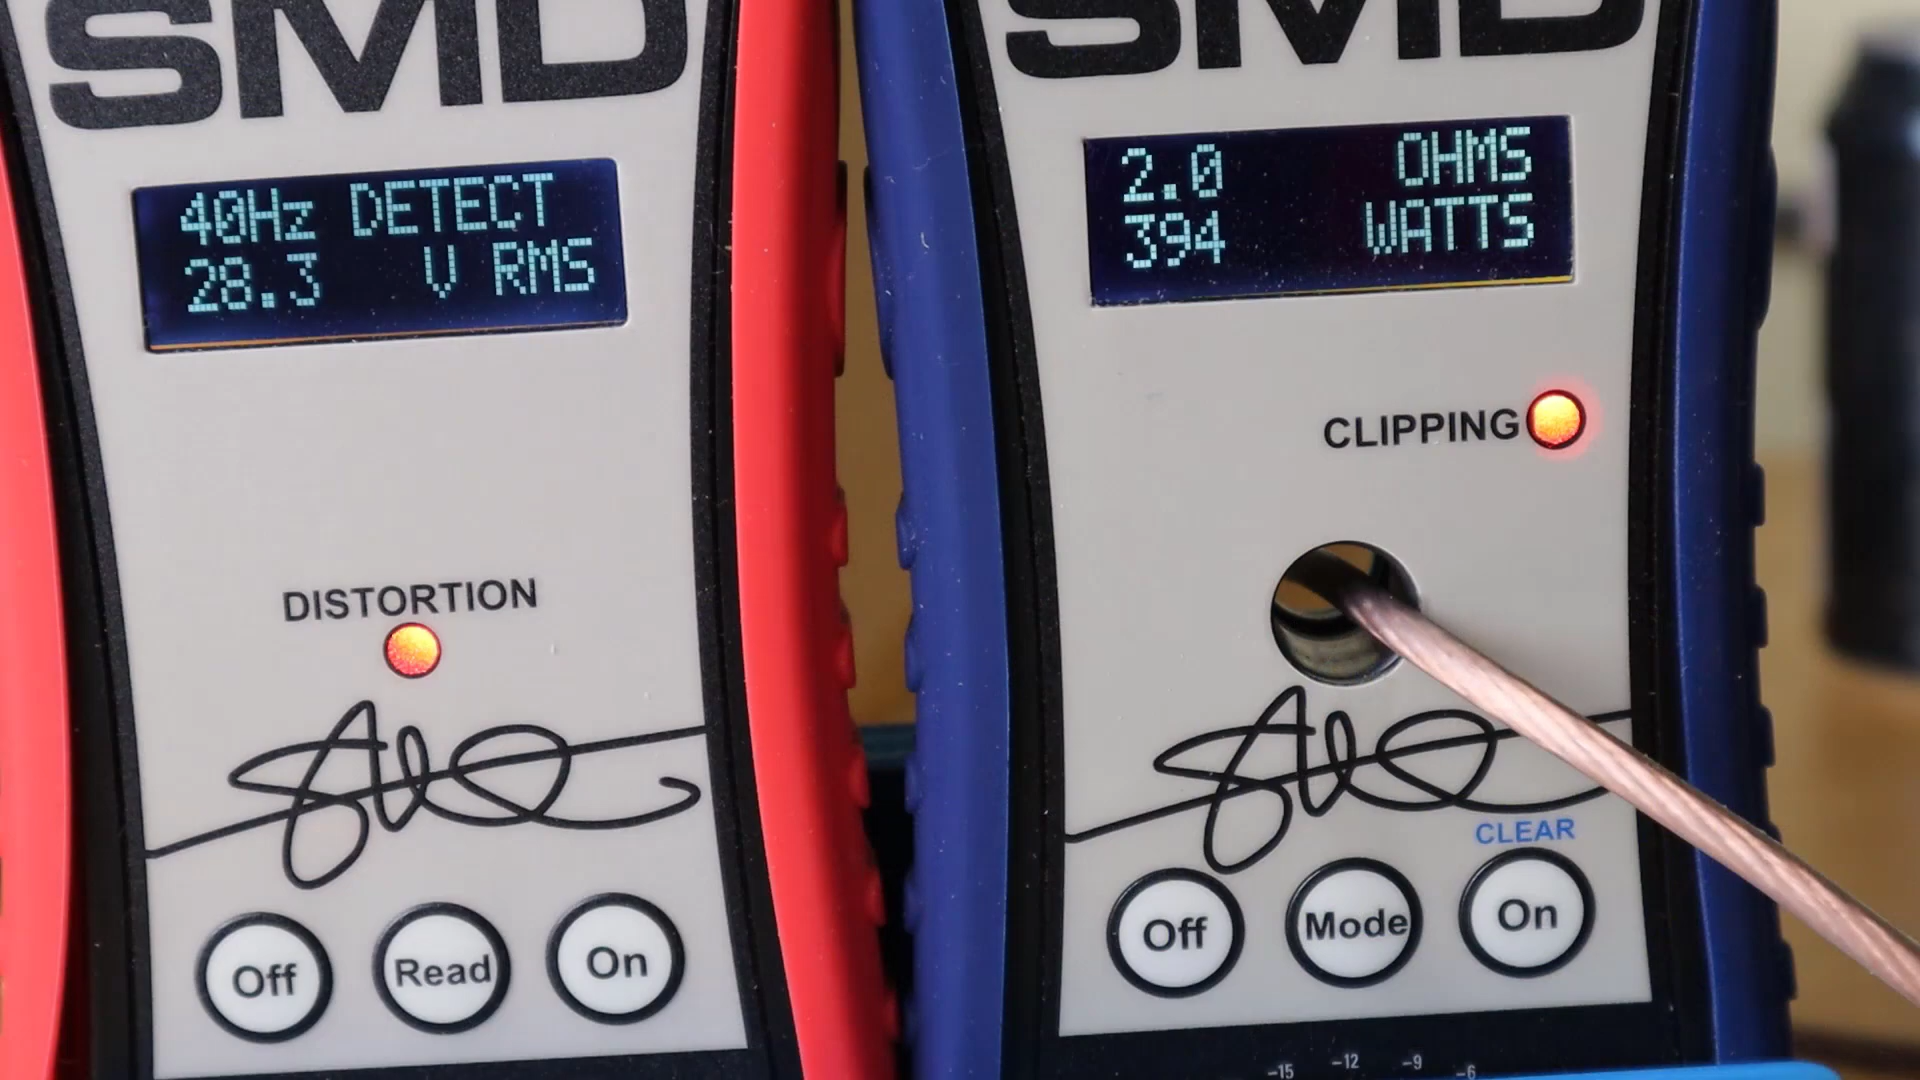 SMD
40Hz DETECT
28.3 V RMS
DISTORTION
Off
Read
On
SMD
2.0 OHMS
394 WATTS
CLIPPING
CLEAR
Off
Mode
On
-15
-12
-9
-6